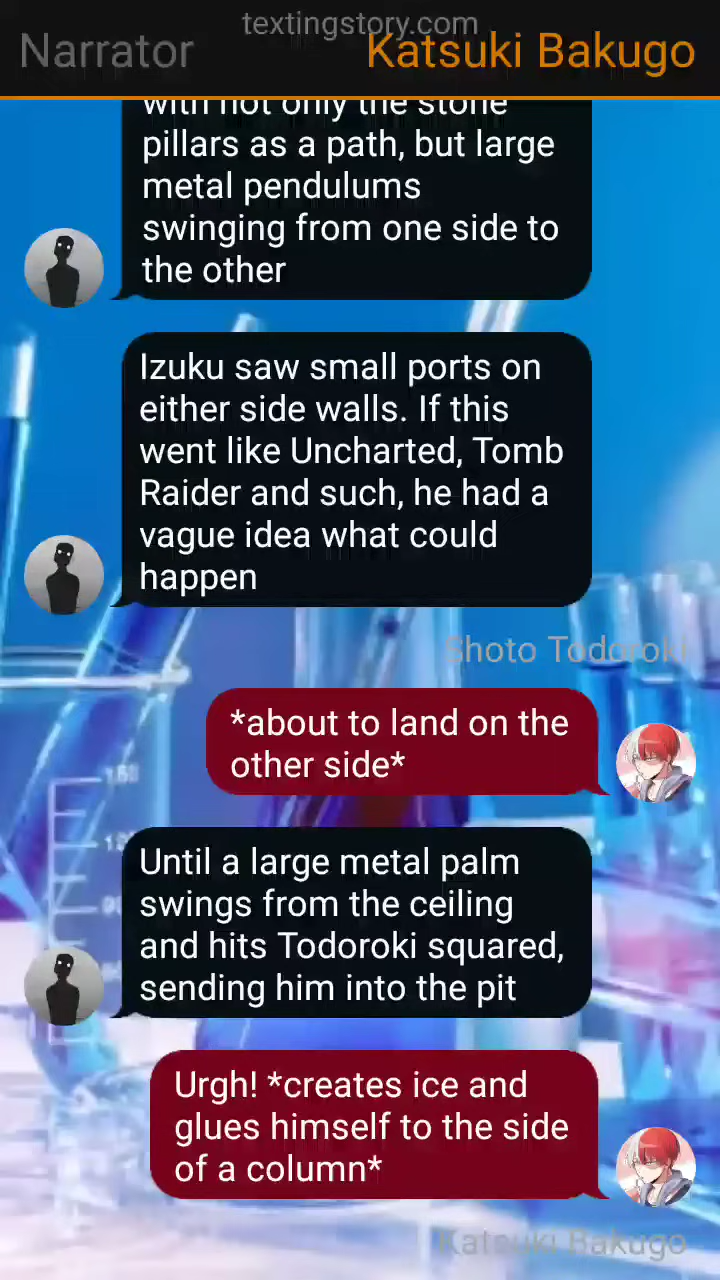 textingstory.com
Narrator
Katsuki Bakugo
with not only the stone
pillars as a path, but large
metal pendulums
swinging from one side to
the other
Izuku saw small ports on
either side walls. If this
went like Uncharted, Tomb
Raider and such, he had a
vague idea what could
happen
Shoto Todoroki
*about to land on the
other side*
Until a large metal palm
swings from the ceiling
and hits Todoroki squared,
sending him into the pit
Urgh! *creates ice and
glues himself to the side
of a column*
Katsuki Bakugo